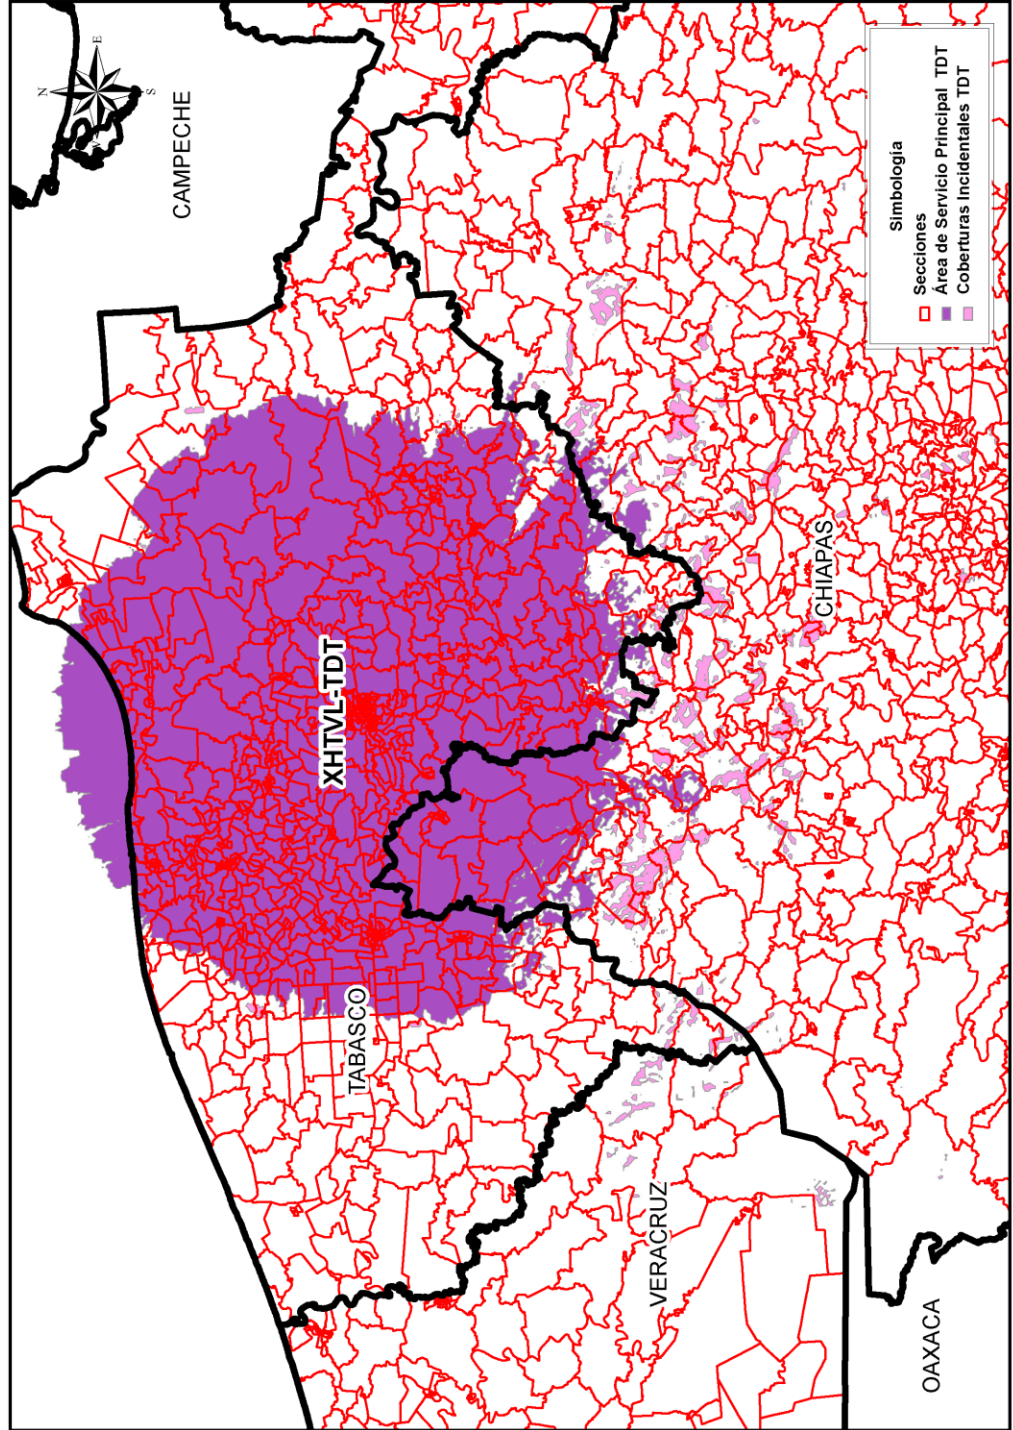 N
E
S
CAMPECHE
XHTVL-TDT
TABASCO
CHIAPAS
VERACRUZ
OAXACA
Simbología
Secciones
Área de Servicio Principal TDT
Coberturas Incidentales TDT